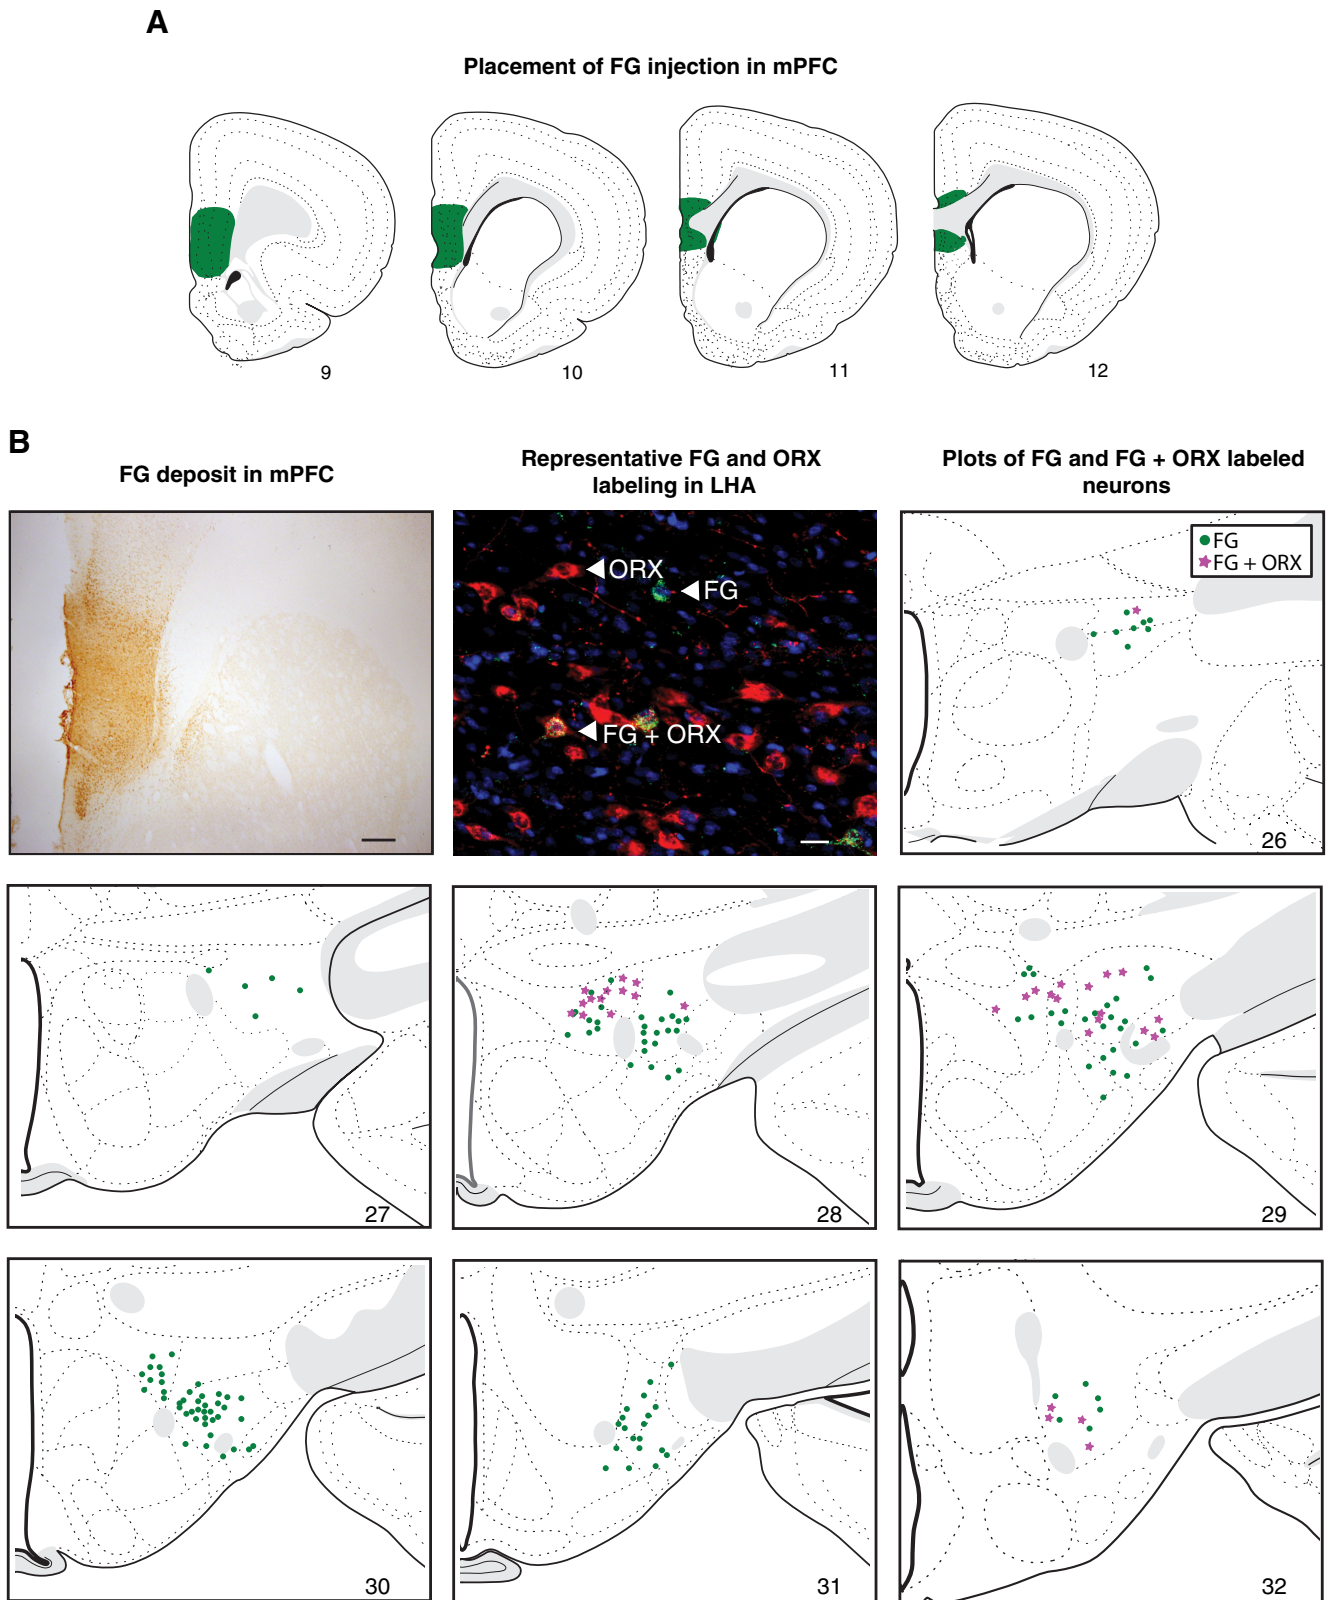 A
Placement of FG injection in mPFC
9
10
11
12
B
FG deposit in mPFC
Representative FG and ORX
labeling in LHA
Plots of FG and FG + ORX labeled
neurons
ORX
FG
FG + ORX
FG
FG + ORX
26
27
28
29
30
31
32